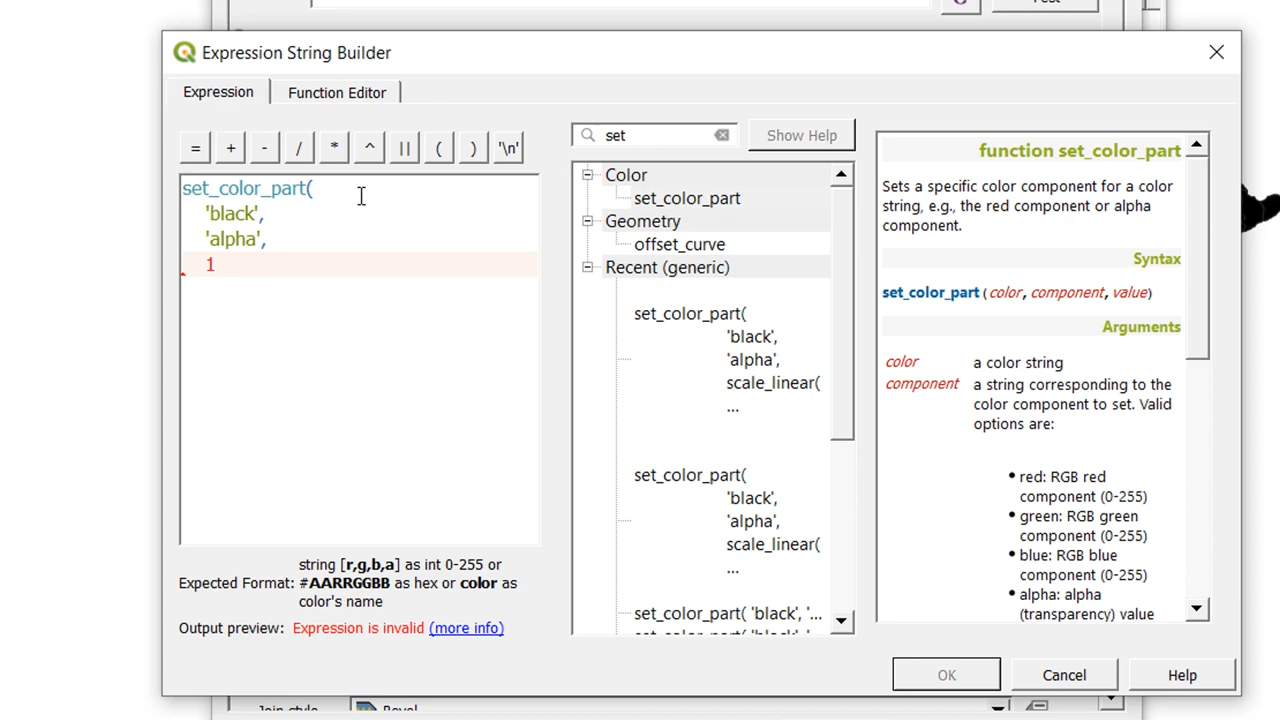 Expression String Builder
Expression
Function Editor
= + - / * ^ || ( ) '\n'
set
Show Help
set_color_part(
'black',
'alpha',
1
Color
set_color_part
Geometry
offset_curve
Recent (generic)
set_color_part(
'black',
'alpha',
scale_linear(
...
set_color_part(
'black',
'alpha',
scale_linear(
...
set_color_part( 'black', '...
function set_color_part
Sets a specific color component for a color
string, e.g., the red component or alpha
component.
Syntax
set_color_part(color, component, value)
Arguments
color a color string
component a string corresponding to the
color component to set. Valid
options are:
• red: RGB red
component (0-255)
• green: RGB green
component (0-255)
• blue: RGB blue
component (0-255)
• alpha: alpha
(transparency) value
string [r,g,b,a] as int 0-255 or
Expected Format: #AARRGGBB as hex or color as
color's name
Output preview: Expression is invalid (more info)
OK
Cancel
Help
Join style
Bevel